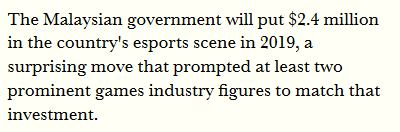 The Malaysian government will put $2.4 million
in the country's esports scene in 2019, a
surprising move that prompted at least two
prominent games industry figures to match that
investment.